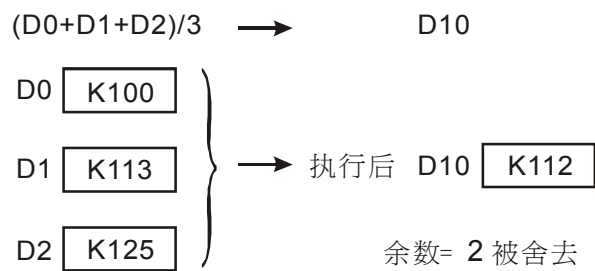 (D0+D1+D2)/3 → D10
D0 K100
D1 K113 → 执行后 D10 K112
D2 K125
余数= 2 被舍去